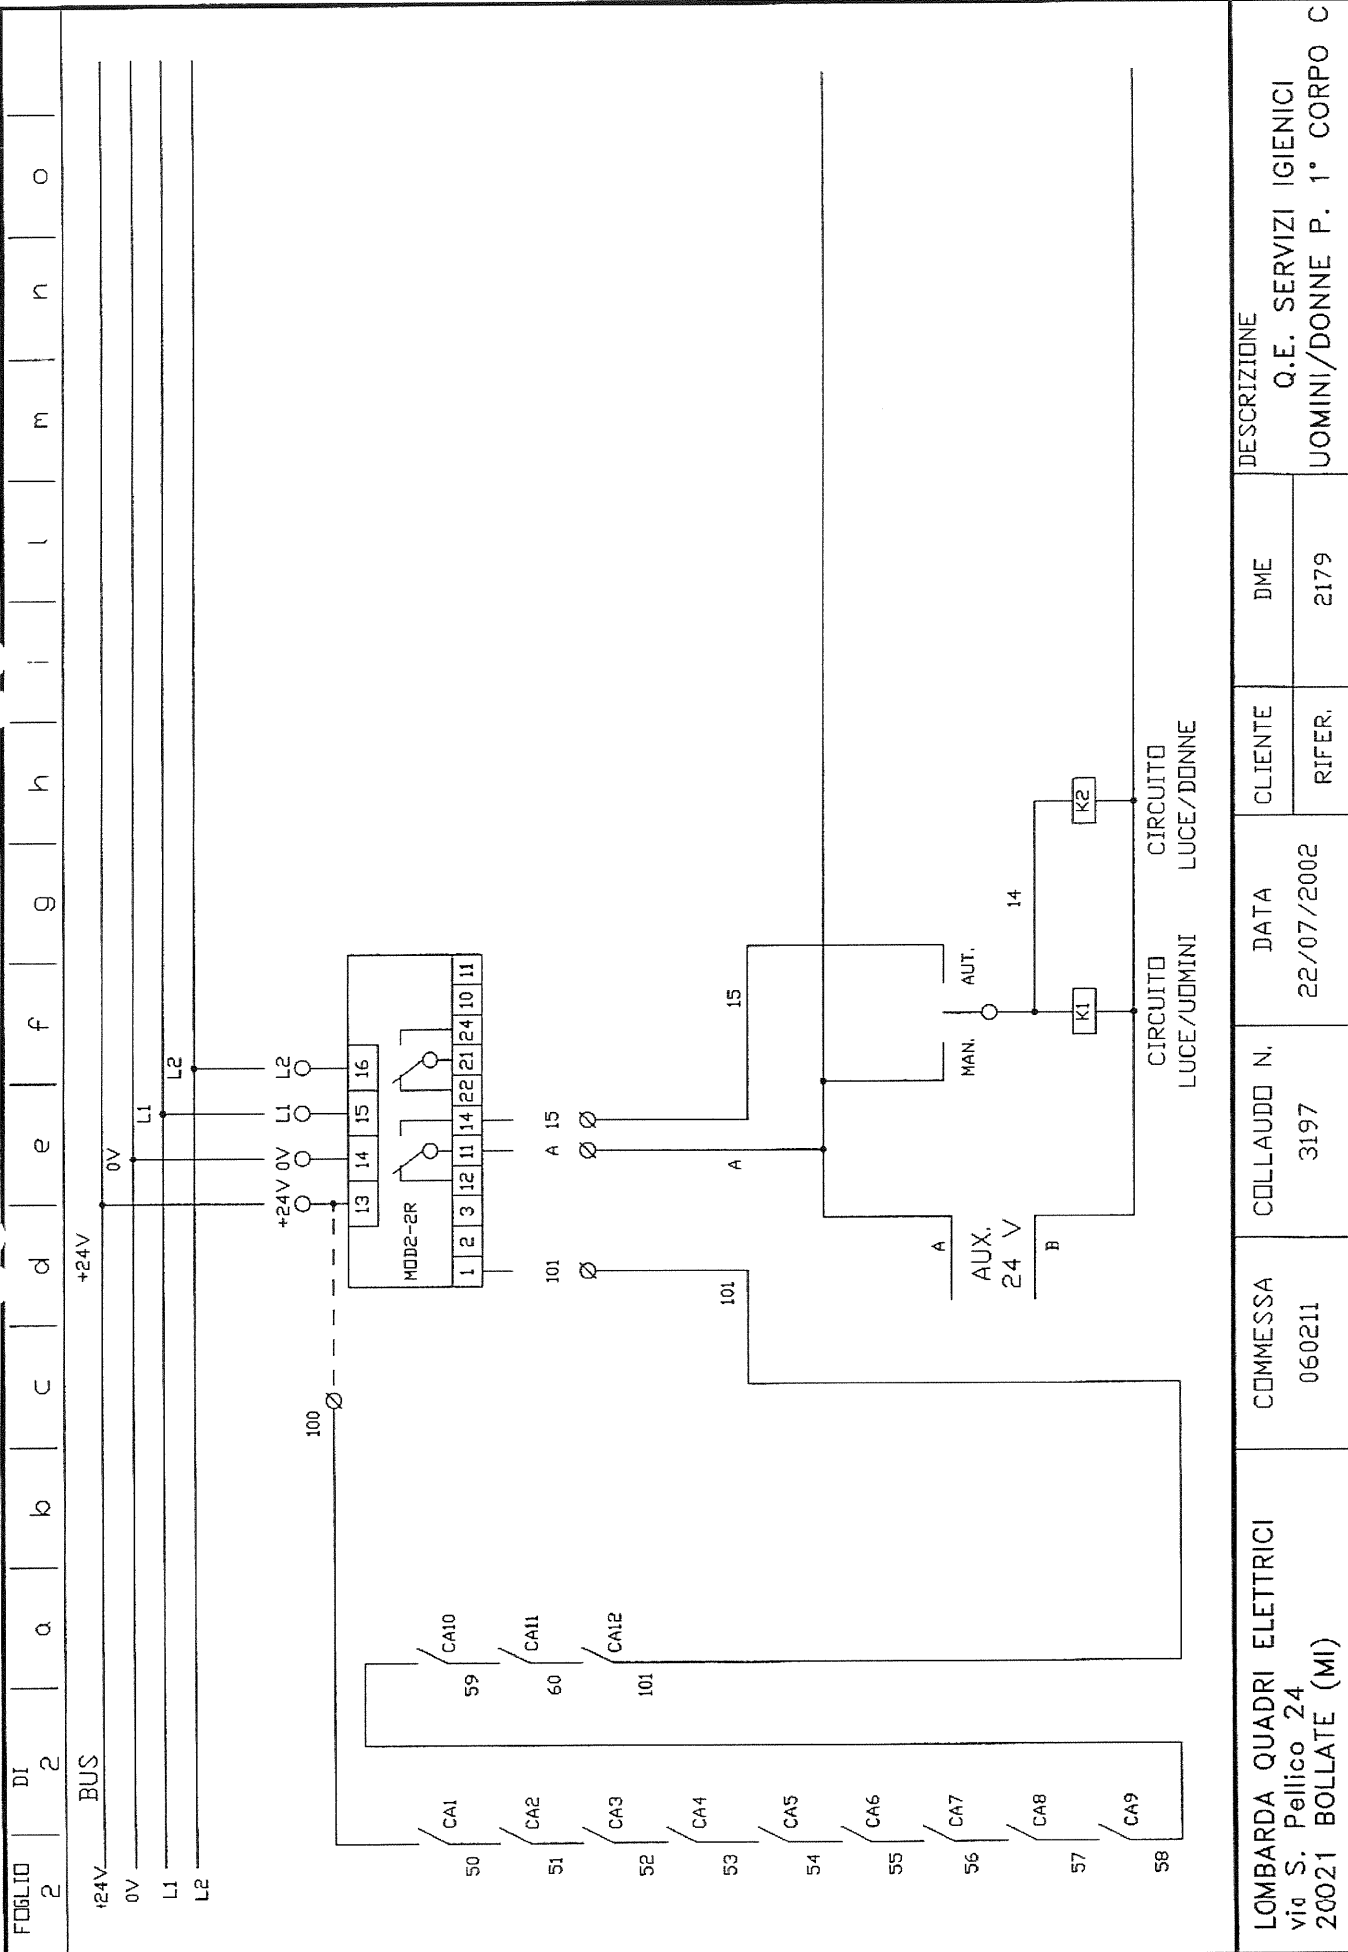 FOGLIO DI
2 2
a b c d e f g h i l m n o
BUS
+24V
0V
L1
L2
+24V
0V
L1
L2
+24V 0V L1 L2
100
13 14 15 16
MOD2-2R
1 2 3 12 11 14 22 21 24 10 11
101 A 15
101
A
15
CA1
50
CA2
51
CA3
52
CA4
53
CA5
54
CA6
55
CA7
56
CA8
57
CA9
58
CA10
59
CA11
60
CA12
101
A
AUX.
24 V
B
MAN. AUT.
14
K1
K2
CIRCUITO
LUCE/UOMINI
CIRCUITO
LUCE/DONNE
LOMBARDA QUADRI ELETTRICI
via S. Pellico 24
20021 BOLLATE (MI)
COMMESSA
060211
COLLAUDO N.
3197
DATA
22/07/2002
CLIENTE
DME
RIFER.
2179
DESCRIZIONE
Q.E. SERVIZI IGIENICI
UOMINI/DONNE P. 1° CORPO C